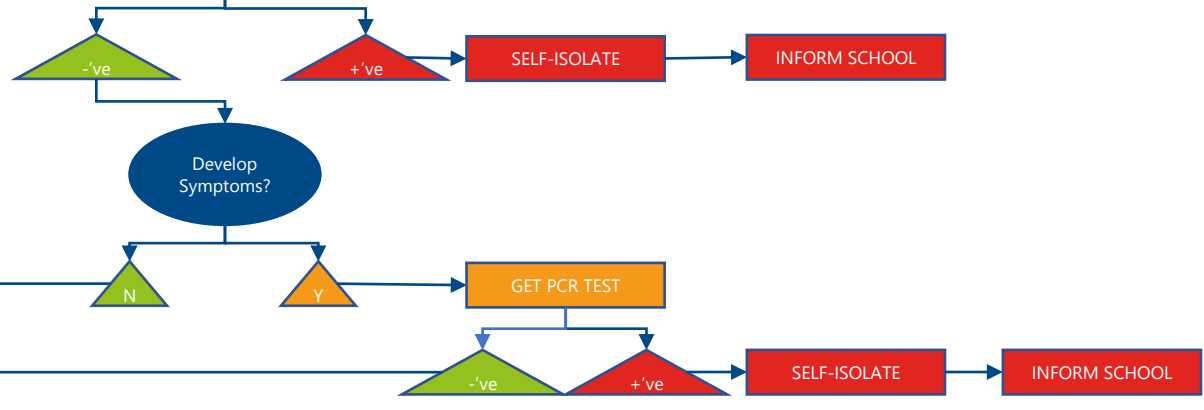 -'ve
+'ve
SELF-ISOLATE
INFORM SCHOOL
Develop
Symptoms?
N
Y
GET PCR TEST
-'ve
+'ve
SELF-ISOLATE
INFORM SCHOOL